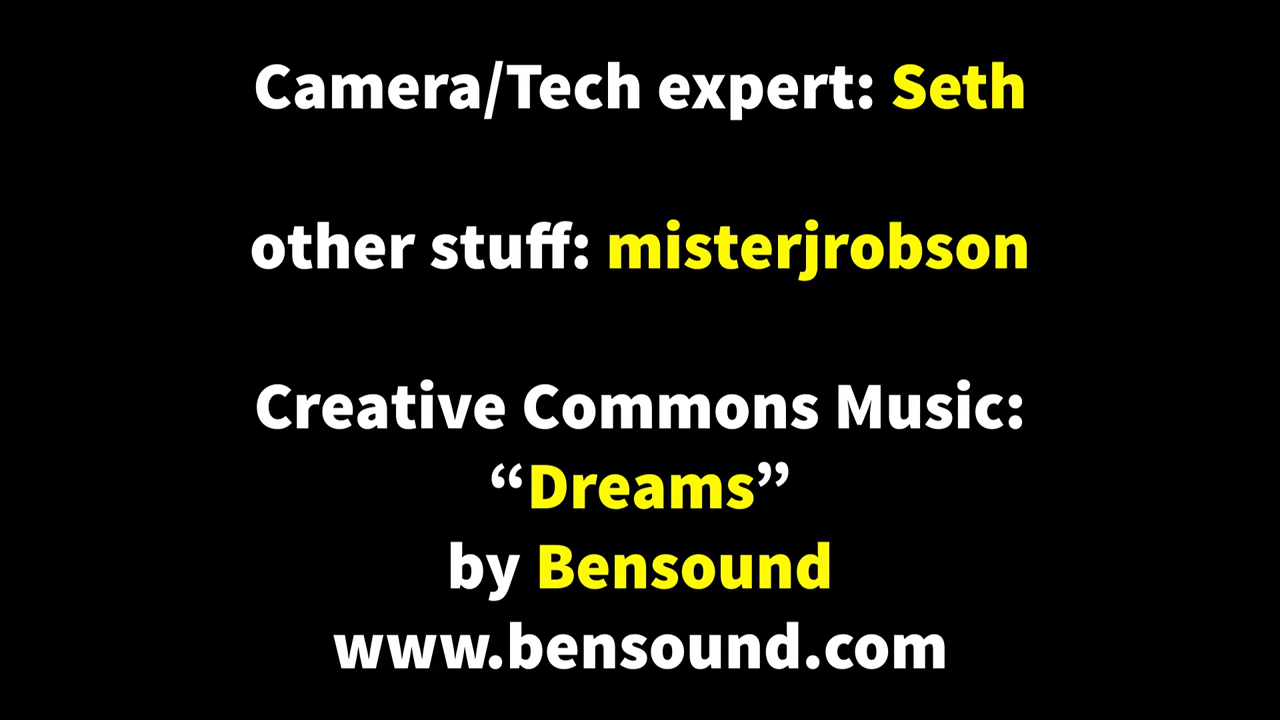 Camera/Tech expert: Seth
other stuff: misterjrobson
Creative Commons Music:
“Dreams”
by Bensound
www.bensound.com